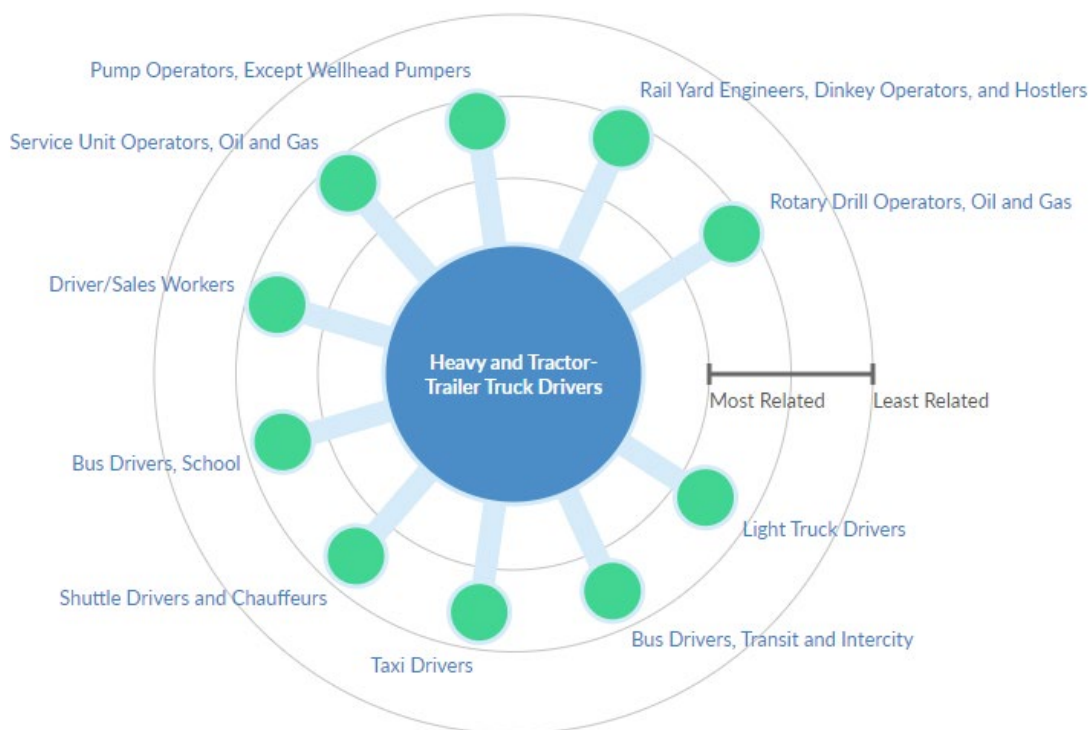 Pump Operators, Except Wellhead Pumpers
Rail Yard Engineers, Dinkey Operators, and Hostlers
Service Unit Operators, Oil and Gas
Rotary Drill Operators, Oil and Gas
Driver/Sales Workers
Heavy and Tractor-
Trailer Truck Drivers
Most Related
Least Related
Bus Drivers, School
Light Truck Drivers
Shuttle Drivers and Chauffeurs
Bus Drivers, Transit and Intercity
Taxi Drivers